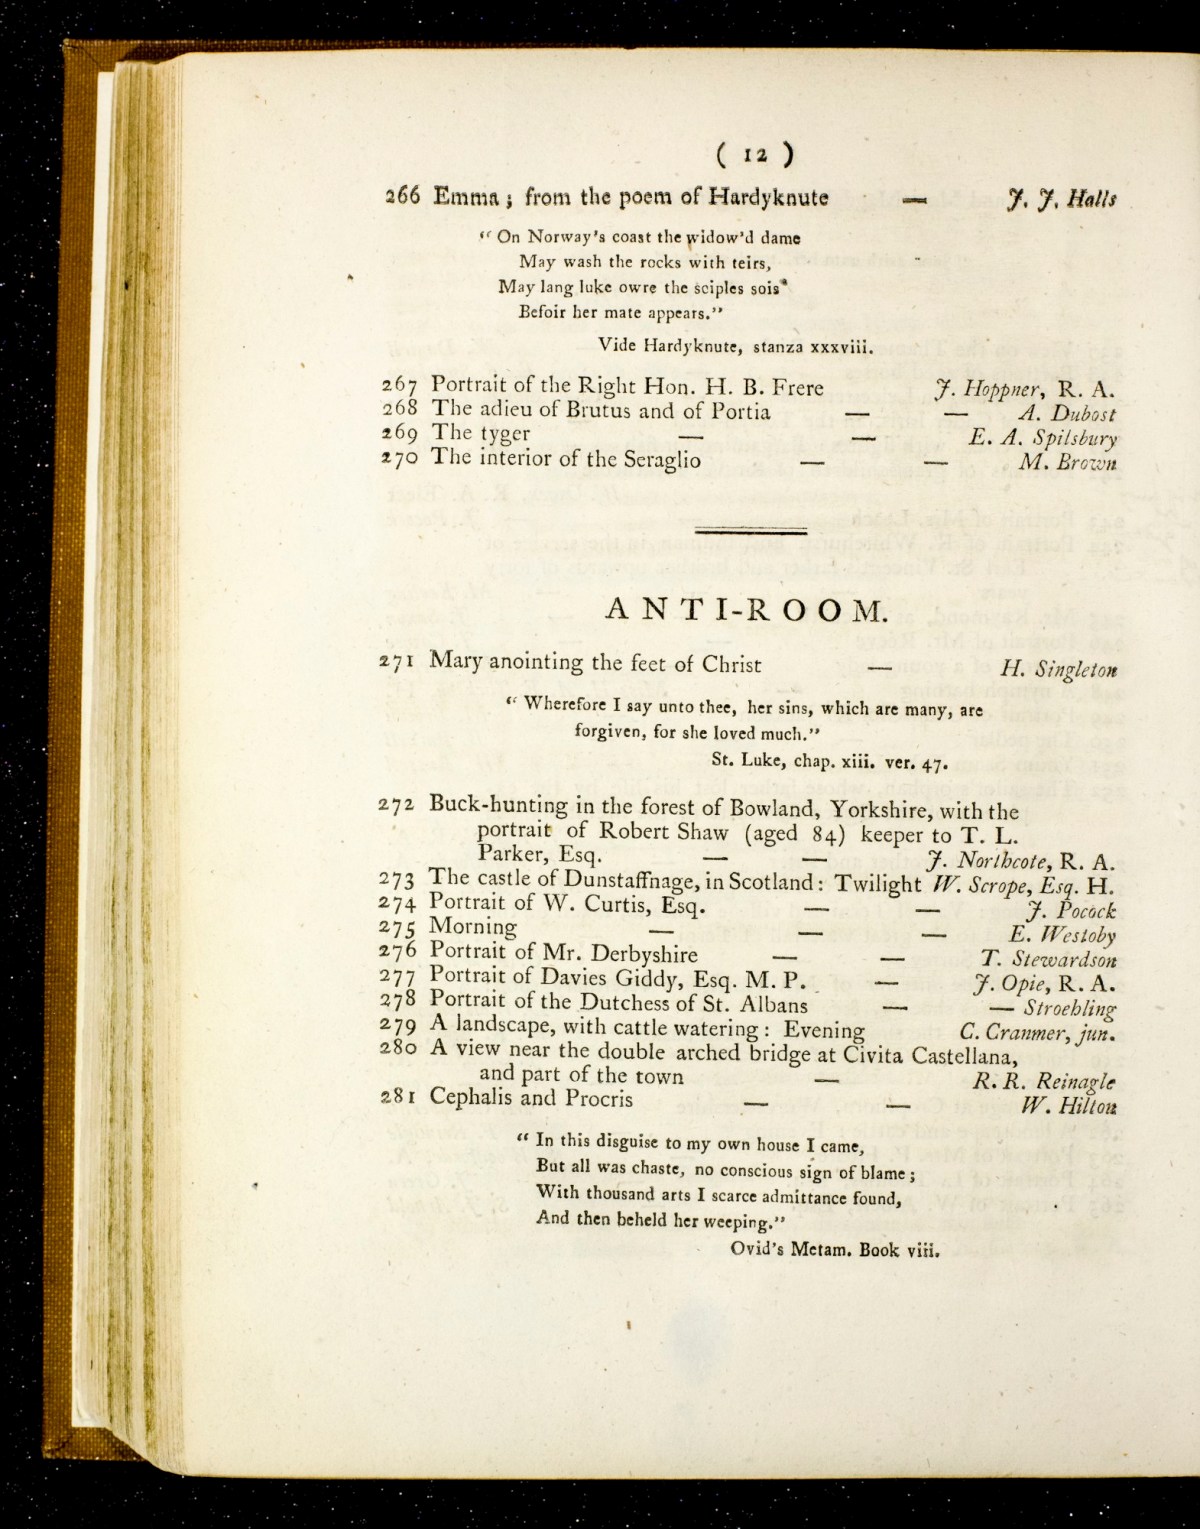 ( 12 )
266 Emma ; from the poem of Hardyknute — J. J. Halls
“ On Norway's coast the widow'd dame
May wash the rocks with teirs,
May lang luke owre the sciples sois
Befoir her mate appears.”
Vide Hardyknute, stanza xxxviii.
267 Portrait of the Right Hon. H. B. Frere J. Hoppner, R. A.
268 The adieu of Brutus and of Portia — — A. Dubost
269 The tyger — — E. A. Spilsbury
270 The interior of the Seraglio — — M. Brown
ANTI-ROOM.
271 Mary anointing the feet of Christ — H. Singleton
“ Wherefore I say unto thee, her sins, which are many, are
forgiven, for she loved much.”
St. Luke, chap. xiii. ver. 47.
272 Buck-hunting in the forest of Bowland, Yorkshire, with the
portrait of Robert Shaw (aged 84) keeper to T. L.
Parker, Esq. — — J. Northcote, R. A.
273 The castle of Dunstaffnage, in Scotland : Twilight W. Scrope, Esq. H.
274 Portrait of W. Curtis, Esq. — — J. Pocock
275 Morning — — — E. Westoby
276 Portrait of Mr. Derbyshire — — T. Stewardson
277 Portrait of Davies Giddy, Esq. M. P. — J. Opie, R. A.
278 Portrait of the Dutchess of St. Albans — — Stroehling
279 A landscape, with cattle watering : Evening C. Cranmer, jun.
280 A view near the double arched bridge at Civita Castellana,
and part of the town — R. R. Reinagle
281 Cephalis and Procris — — W. Hilton
“ In this disguise to my own house I came,
But all was chaste, no conscious sign of blame ;
With thousand arts I scarce admittance found,
And then beheld her weeping.”
Ovid's Metam. Book viii.